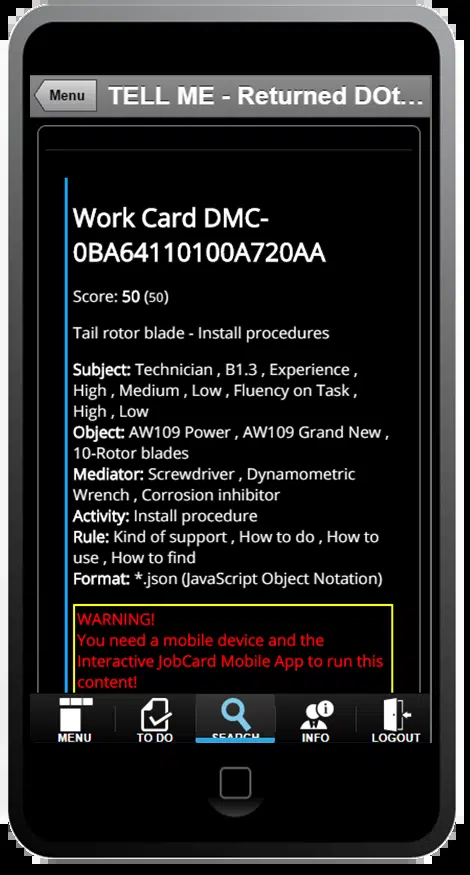 Menu
TELL ME - Returned DOt...
Work Card DMC-
0BA64110100A720AA
Score: 50 (50)
Tail rotor blade - Install procedures
Subject: Technician , B1.3 , Experience ,
High , Medium , Low , Fluency on Task ,
High , Low
Object: AW109 Power , AW109 Grand New ,
10-Rotor blades
Mediator: Screwdriver , Dynamometric
Wrench , Corrosion inhibitor
Activity: Install procedure
Rule: Kind of support , How to do , How to
use , How to find
Format: *.json (JavaScript Object Notation)
WARNING!
You need a mobile device and the
Interactive JobCard Mobile App to run this
content!
MENU
TO DO
SEARCH
INFO
LOGOUT